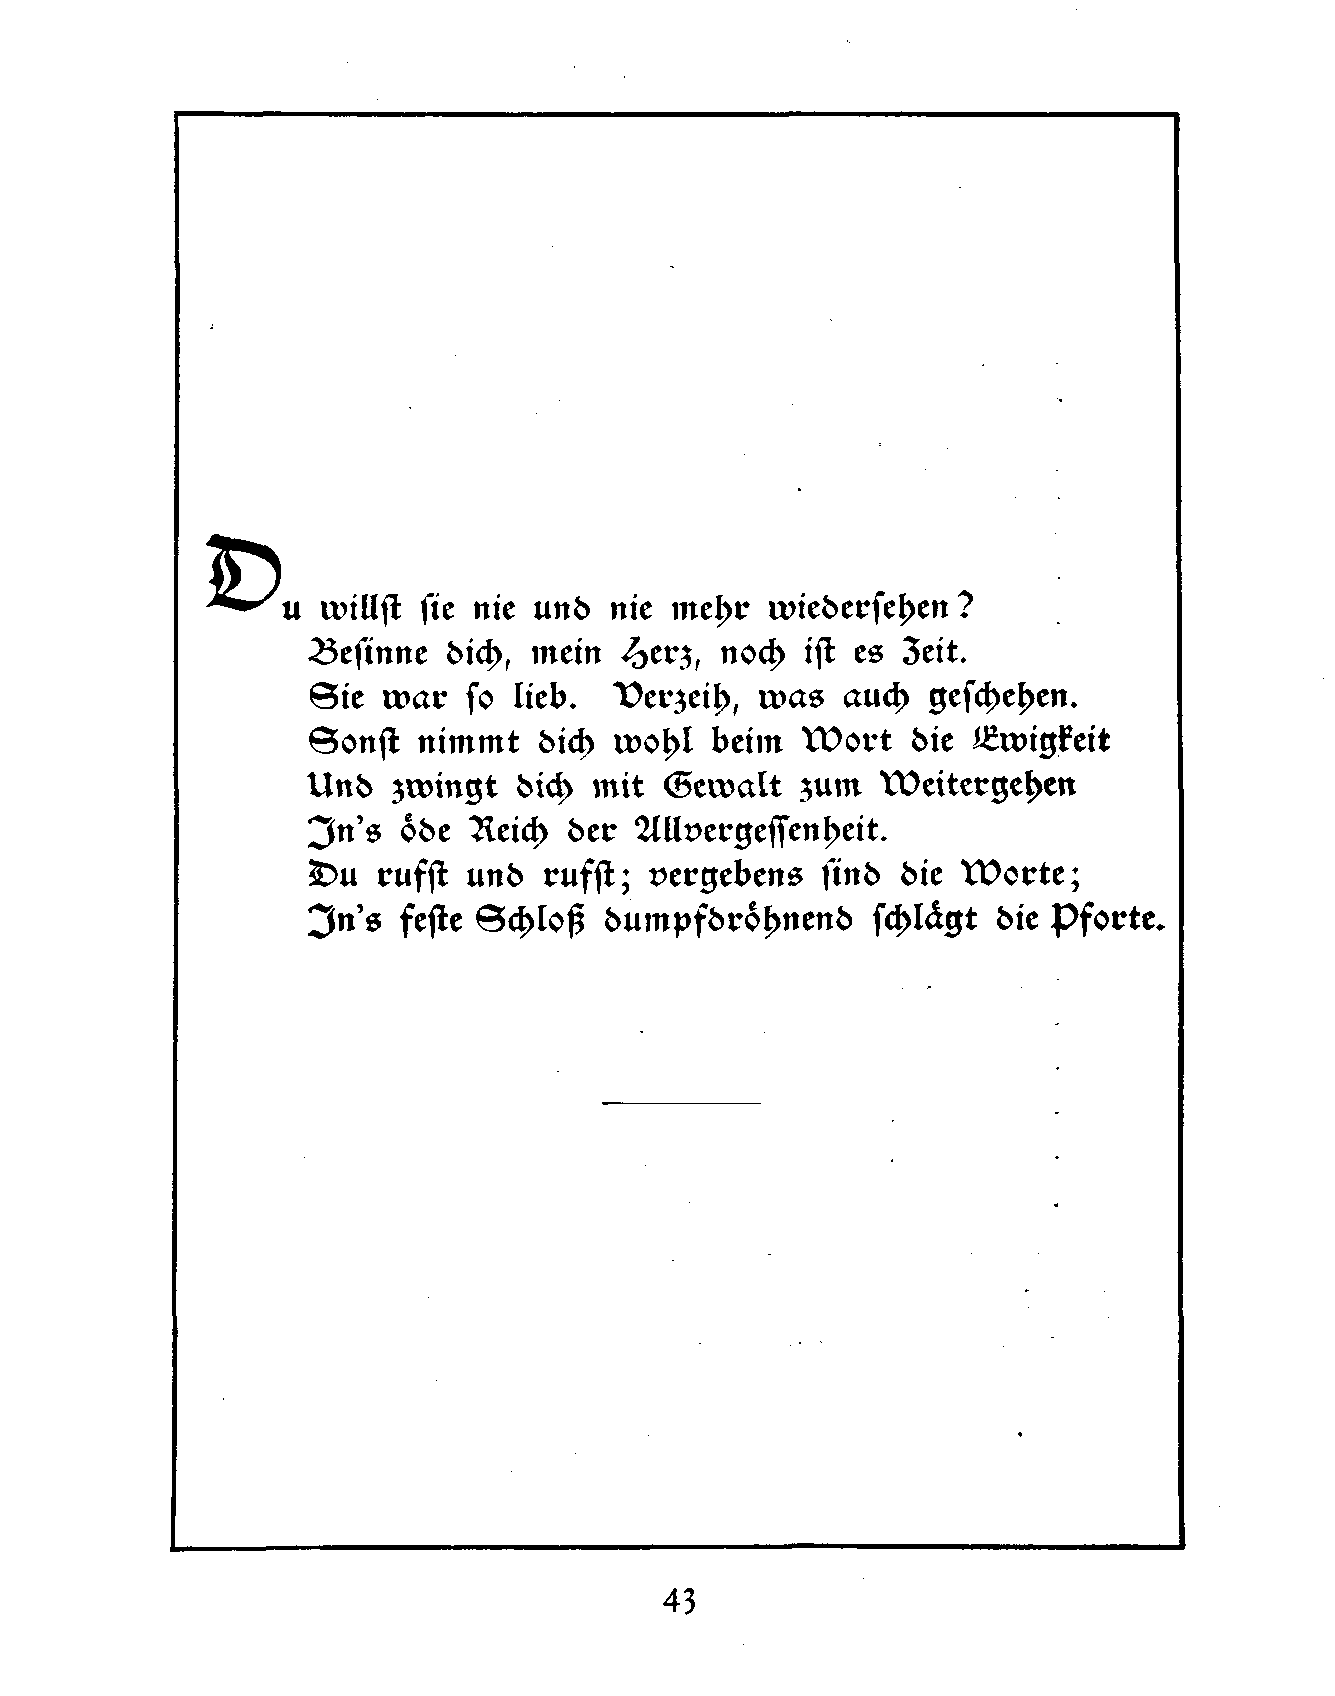 Du willſt ſie nie und nie mehr wiederſehen?
Beſinne dich, mein Herz, noch iſt es Zeit.
Sie war ſo lieb. Verzeih, was auch geſchehen.
Sonſt nimmt dich wohl beim Wort die Ewigkeit
Und zwingt dich mit Gewalt zum Weitergehen
In's öde Reich der Allvergeſſenheit.
Du rufſt und rufſt; vergebens ſind die Worte;
In's feſte Schloß dumpfdröhnend ſchlägt die Pforte.
43